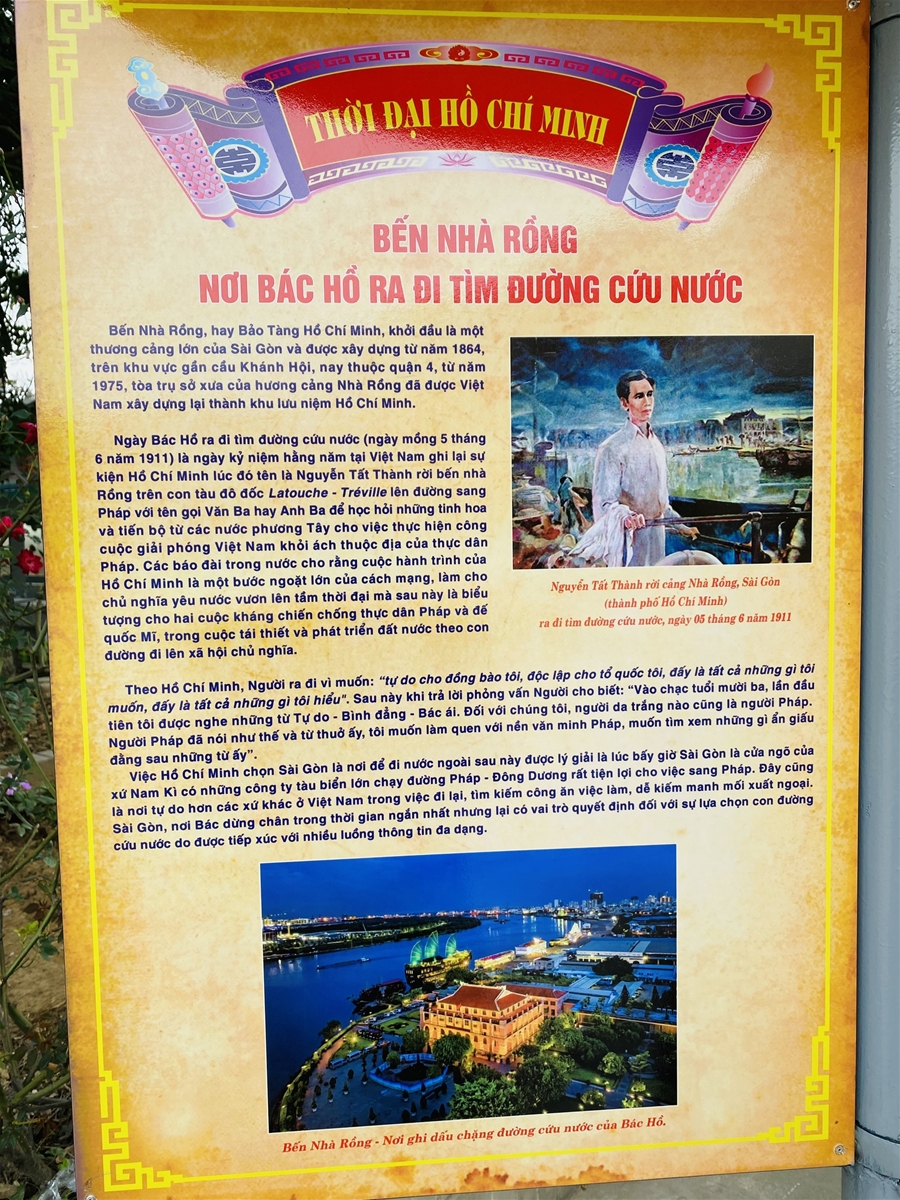 THỜI ĐẠI HỒ CHÍ MINH
BẾN NHÀ RỒNG
NƠI BÁC HỒ RA ĐI TÌM ĐƯỜNG CỨU NƯỚC
Bến Nhà Rồng, hay Bảo Tàng Hồ Chí Minh, khởi đầu là một
thương cảng lớn của Sài Gòn và được xây dựng từ năm 1864,
trên khu vực gần cầu Khánh Hội, nay thuộc quận 4, từ năm
1975, tòa trụ sở xưa của hương cảng Nhà Rồng đã được Việt
Nam xây dựng lại thành khu lưu niệm Hồ Chí Minh.
Ngày Bác Hồ ra đi tìm đường cứu nước (ngày mồng 5 tháng
6 năm 1911) là ngày kỷ niệm hằng năm tại Việt Nam ghi lại sự
kiện Hồ Chí Minh lúc đó tên là Nguyễn Tất Thành rời bến nhà
Rồng trên con tàu đô đốc Latouche - Tréville lên đường sang
Pháp với tên gọi Văn Ba hay Anh Ba để học hỏi những tinh hoa
và tiến bộ từ các nước phương Tây cho việc thực hiện công
cuộc giải phóng Việt Nam khỏi ách thuộc địa của thực dân
Pháp. Các báo đài trong nước cho rằng cuộc hành trình của
Hồ Chí Minh là một bước ngoặt lớn của cách mạng, làm cho
chủ nghĩa yêu nước vươn lên tầm thời đại mà sau này là biểu
tượng cho hai cuộc kháng chiến chống thực dân Pháp và đế
quốc Mĩ, trong cuộc tái thiết và phát triển đất nước theo con
đường đi lên xã hội chủ nghĩa.
Nguyễn Tất Thành rời cảng Nhà Rồng, Sài Gòn
(thành phố Hồ Chí Minh)
ra đi tìm đường cứu nước, ngày 05 tháng 6 năm 1911
Theo Hồ Chí Minh, Người ra đi vì muốn: “tự do cho đồng bào tôi, độc lập cho tổ quốc tôi, đấy là tất cả những gì tôi
muốn, đấy là tất cả những gì tôi hiểu". Sau này khi trả lời phỏng vấn Người cho biết: “Vào chạc tuổi mười ba, lần đầu
tiên tôi được nghe những từ Tự do - Bình đẳng - Bác ái. Đối với chúng tôi, người da trắng nào cũng là người Pháp.
Người Pháp đã nói như thế và từ thuở ấy, tôi muốn làm quen với nền văn minh Pháp, muốn tìm xem những gì ẩn giấu
đằng sau những từ ấy”.
Việc Hồ Chí Minh chọn Sài Gòn là nơi để đi nước ngoài sau này được lý giải là lúc bấy giờ Sài Gòn là cửa ngõ của
xứ Nam Kì có những công ty tàu biển lớn chạy đường Pháp - Đông Dương rất tiện lợi cho việc sang Pháp. Đây cũng
là nơi tự do hơn các xứ khác ở Việt Nam trong việc đi lại, tìm kiếm công ăn việc làm, dễ kiếm manh mối xuất ngoại.
Sài Gòn, nơi Bác dừng chân trong thời gian ngắn nhất nhưng lại có vai trò quyết định đối với sự lựa chọn con đường
cứu nước do được tiếp xúc với nhiều luồng thông tin đa dạng.
Bến Nhà Rồng - Nơi ghi dấu chặng đường cứu nước của Bác Hồ.